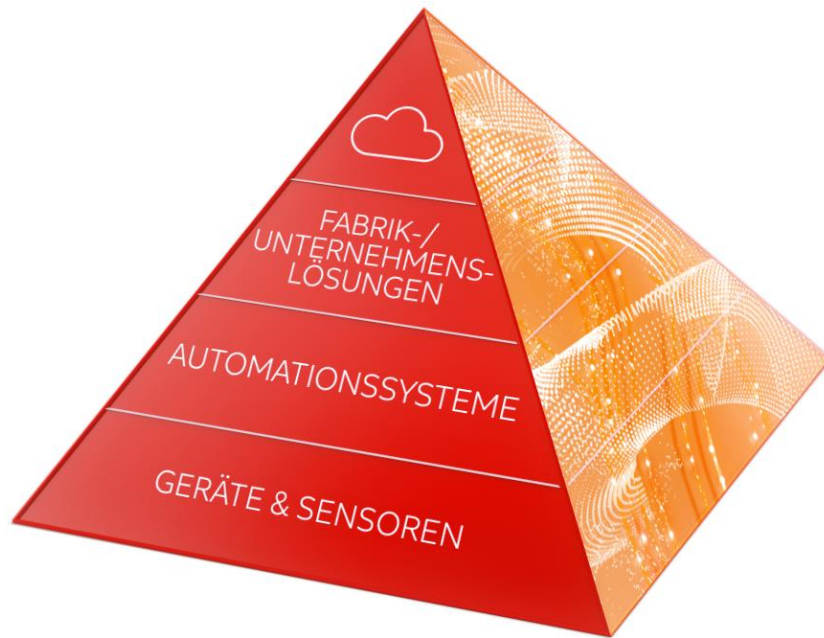 FABRIK-/
UNTERNEHMENS-
LÖSUNGEN
AUTOMATIONSSYSTEME
GERÄTE & SENSOREN